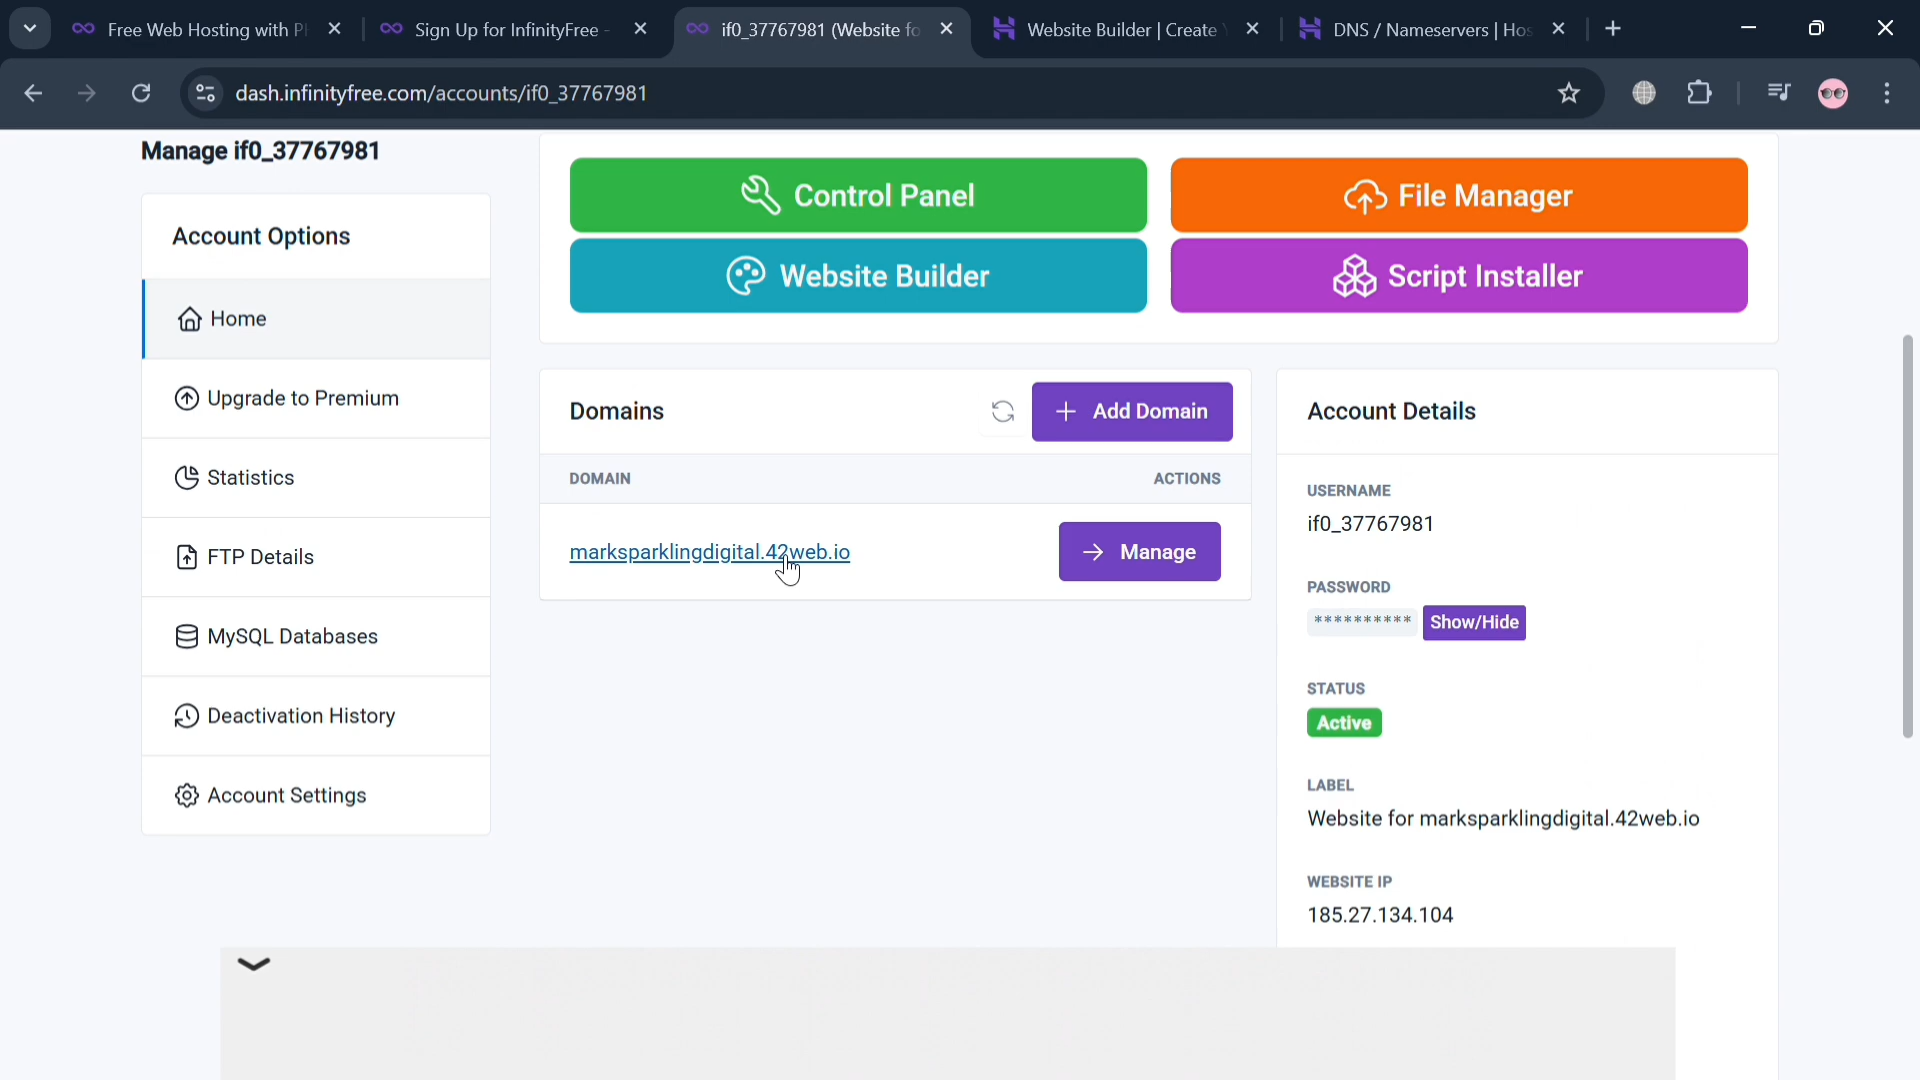 Free Web Hosting with P
Sign Up for InfinityFree -
if0_37767981 (Website fo
Website Builder | Create
DNS / Nameservers | Hos
dash.infinityfree.com/accounts/if0_37767981
Manage if0_37767981
Account Options
Home
Upgrade to Premium
Statistics
FTP Details
MySQL Databases
Deactivation History
Account Settings
Control Panel
File Manager
Website Builder
Script Installer
Domains
+ Add Domain
DOMAIN
ACTIONS
marksparklingdigital.42web.io
→ Manage
Account Details
USERNAME
if0_37767981
PASSWORD
********** Show/Hide
STATUS
Active
LABEL
Website for marksparklingdigital.42web.io
WEBSITE IP
185.27.134.104